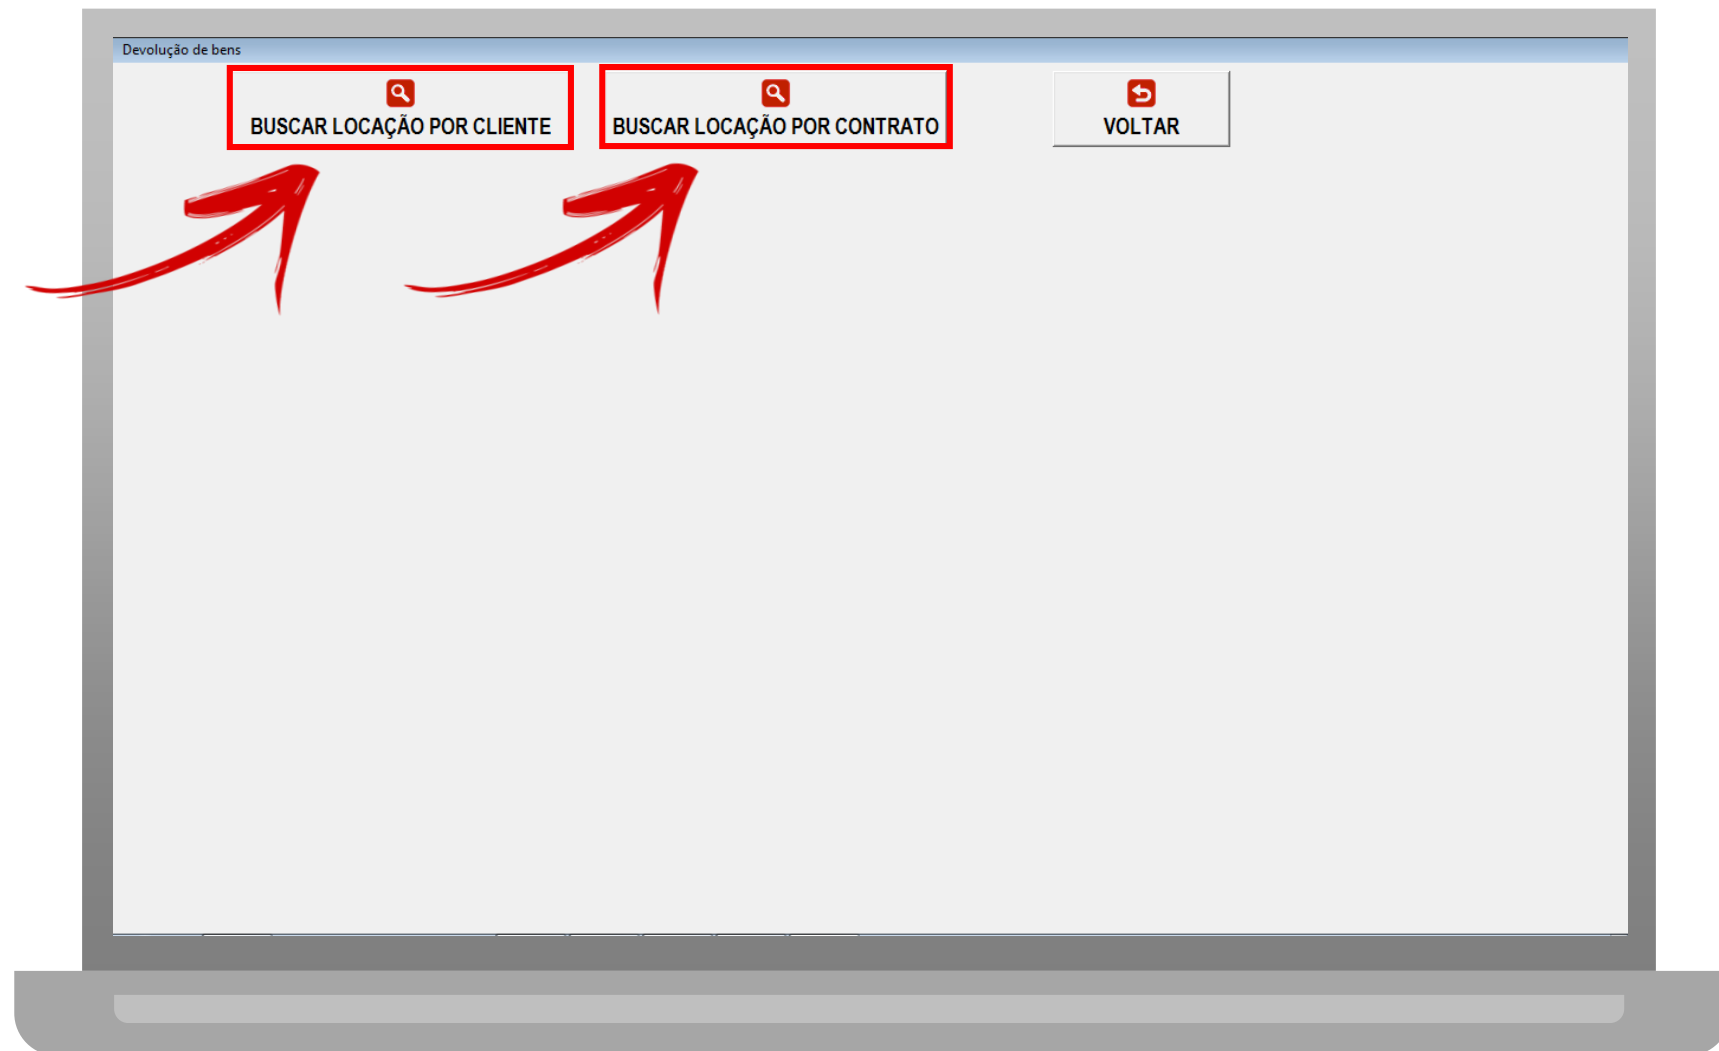 Devolução de bens
BUSCAR LOCAÇÃO POR CLIENTE
BUSCAR LOCAÇÃO POR CONTRATO
VOLTAR